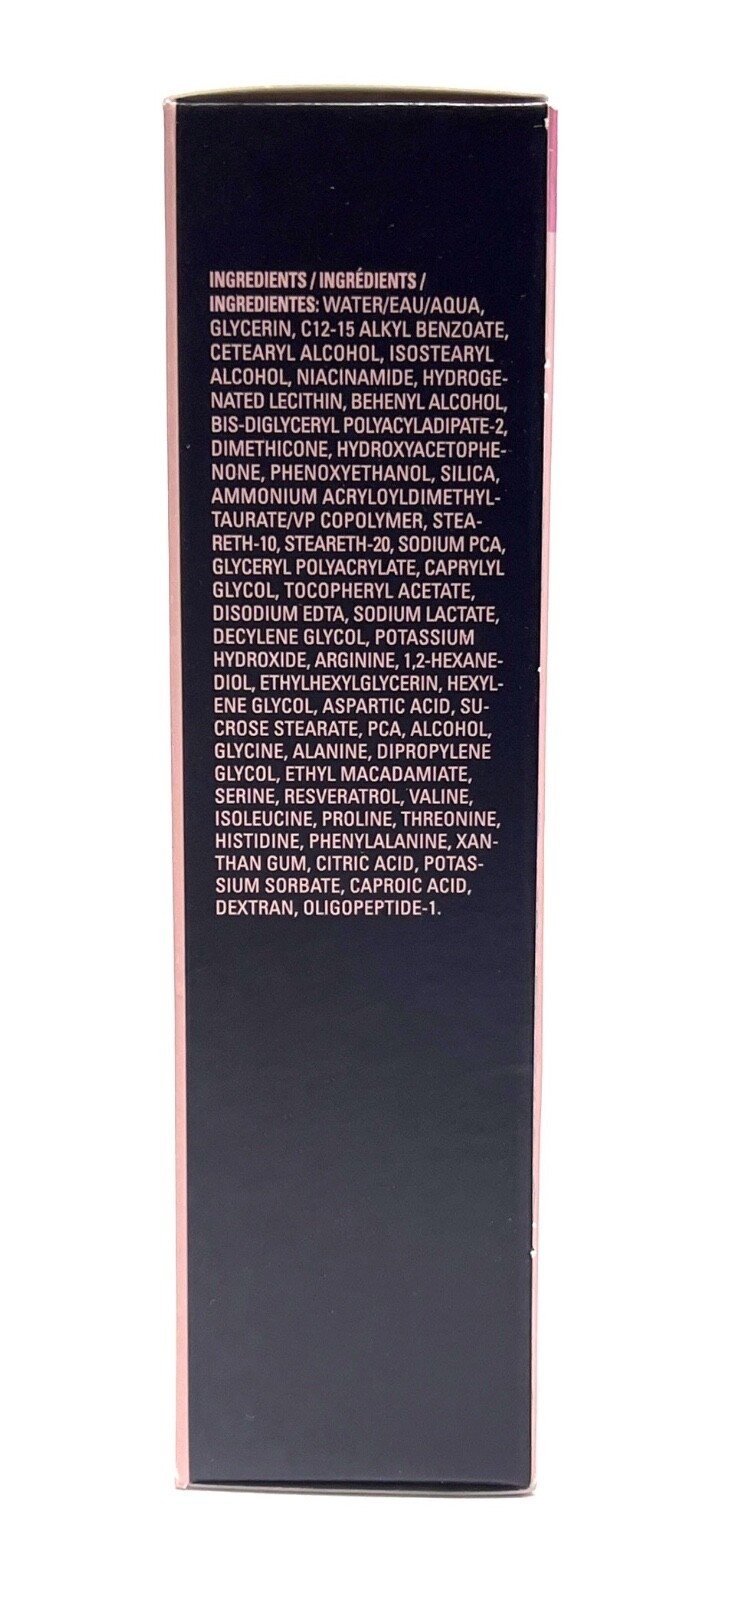 INGREDIENTS / INGRÉDIENTS /
INGREDIENTES: WATER/EAU/AQUA,
GLYCERIN, C12-15 ALKYL BENZOATE,
CETEARYL ALCOHOL, ISOSTEARYL
ALCOHOL, NIACINAMIDE, HYDROGE-
NATED LECITHIN, BEHENYL ALCOHOL,
BIS-DIGLYCERYL POLYACYLADIPATE-2,
DIMETHICONE, HYDROXYACETOPHE-
NONE, PHENOXYETHANOL, SILICA,
AMMONIUM ACRYLOYLDIMETHYL-
TAURATE/VP COPOLYMER, STEA-
RETH-10, STEARETH-20, SODIUM PCA,
GLYCERYL POLYACRYLATE, CAPRYLYL
GLYCOL, TOCOPHERYL ACETATE,
DISODIUM EDTA, SODIUM LACTATE,
DECYLENE GLYCOL, POTASSIUM
HYDROXIDE, ARGININE, 1,2-HEXANE-
DIOL, ETHYLHEXYLGLYCERIN, HEXYL-
ENE GLYCOL, ASPARTIC ACID, SU-
CROSE STEARATE, PCA, ALCOHOL,
GLYCINE, ALANINE, DIPROPYLENE
GLYCOL, ETHYL MACADAMIATE,
SERINE, RESVERATROL, VALINE,
ISOLEUCINE, PROLINE, THREONINE,
HISTIDINE, PHENYLALANINE, XAN-
THAN GUM, CITRIC ACID, POTAS-
SIUM SORBATE, CAPROIC ACID,
DEXTRAN, OLIGOPEPTIDE-1.